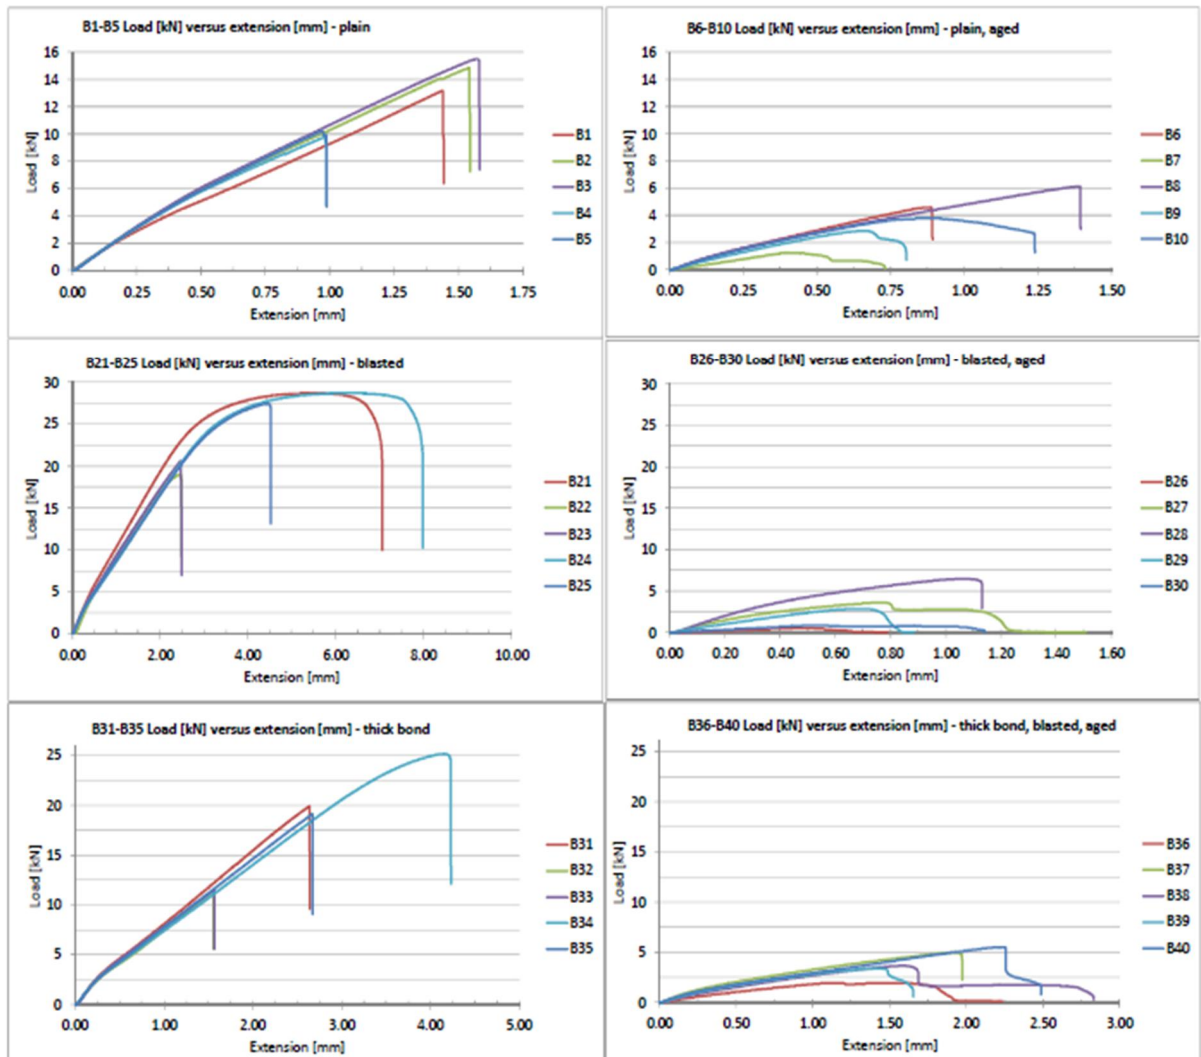 B1-B5 Load [kN] versus extension [mm] - plain
16
14
12
10
8
6
4
2
0
Load [kN]
0.00 0.25 0.50 0.75 1.00 1.25 1.50 1.75
Extension [mm]
B1
B2
B3
B4
B5
B6-B10 Load [kN] versus extension [mm] - plain, aged
16
14
12
10
8
6
4
2
0
Load [kN]
0.00 0.25 0.50 0.75 1.00 1.25 1.50
Extension [mm]
B6
B7
B8
B9
B10
B21-B25 Load [kN] versus extension [mm] - blasted
30
25
20
15
10
5
0
Load [kN]
0.00 2.00 4.00 6.00 8.00 10.00
Extension [mm]
B21
B22
B23
B24
B25
B26-B30 Load [kN] versus extension [mm] - blasted, aged
30
25
20
15
10
5
0
Load [kN]
0.00 0.20 0.40 0.60 0.80 1.00 1.20 1.40 1.60
Extension [mm]
B26
B27
B28
B29
B30
B31-B35 Load [kN] versus extension [mm] - thick bond
25
20
15
10
5
0
Load [kN]
0.00 1.00 2.00 3.00 4.00 5.00
Extension [mm]
B31
B32
B33
B34
B35
B36-B40 Load [kN] versus extension [mm] - thick bond, blasted, aged
25
20
15
10
5
0
Load [kN]
0.00 0.50 1.00 1.50 2.00 2.50 3.00
Extension [mm]
B36
B37
B38
B39
B40